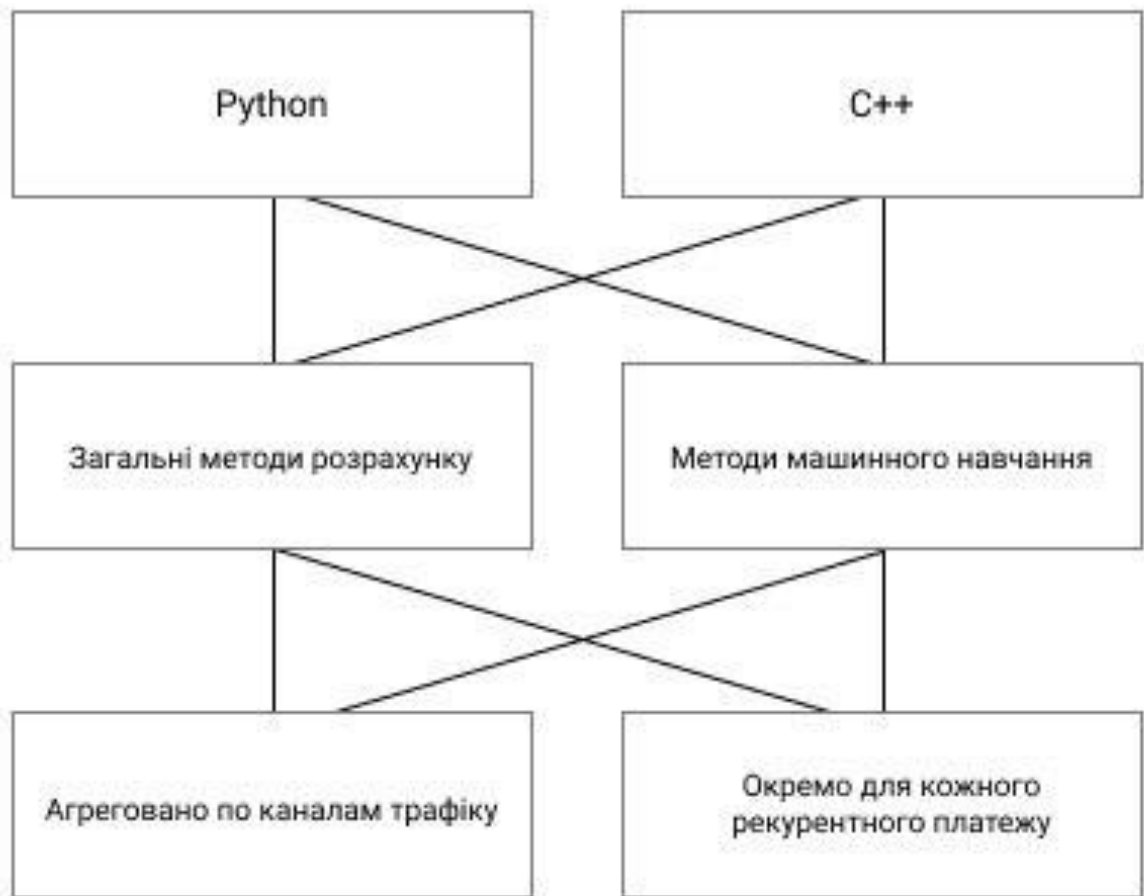 Python
C++
Загальні методи розрахунку
Методи машинного навчання
Агреговано по каналам трафіку
Окремо для кожного
рекурентного платежу